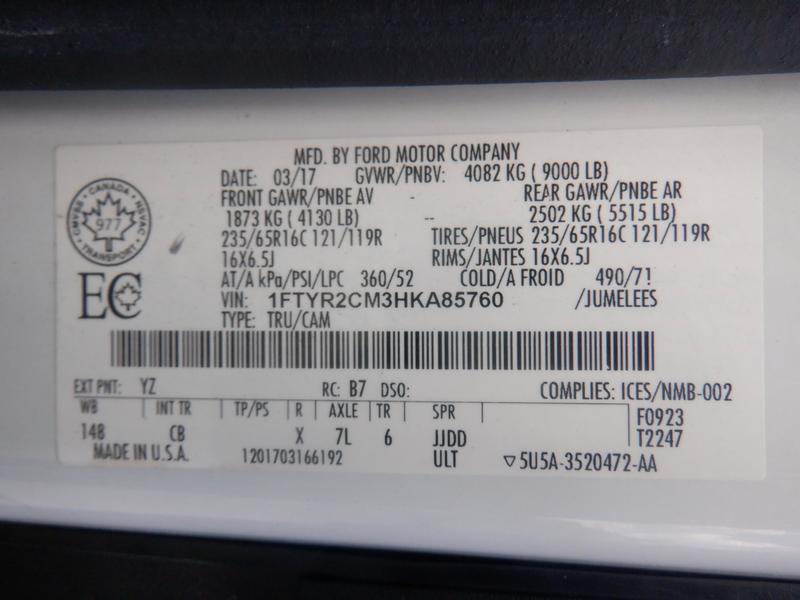 MFD. BY FORD MOTOR COMPANY
DATE: 03/17 GVWR/PNBV: 4082 KG ( 9000 LB)
FRONT GAWR/PNBE AV - REAR GAWR/PNBE AR
1873 KG ( 4130 LB) -- 2502 KG ( 5515 LB)
235/65R16C 121/119R TIRES/PNEUS 235/65R16C 121/119R
16X6.5J RIMS/JANTES 16X6.5J
AT/A kPa/PSI/LPC 360/52 COLD/A FROID 490/71
VIN: 1FTYR2CM3HKA85760 /JUMELEES
TYPE: TRU/CAM
CANADA
CMVSS NSVAC
977
TRANSPORT
EC
EXT PNT: YZ RC: B7 DSO: COMPLIES: ICES/NMB-002
WB INT TR TP/PS R AXLE TR SPR F0923
148 CB X 7L 6 JJDD T2247
MADE IN U.S.A. 1201703166192 ULT ▽5U5A-3520472-AA